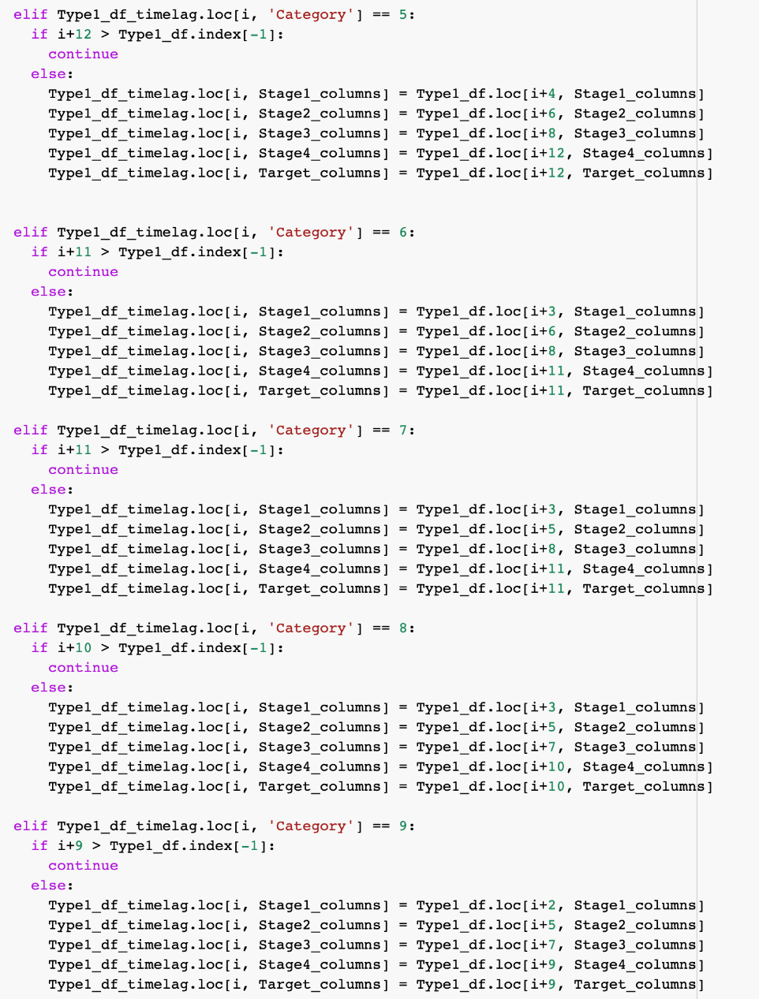 elif Type1_df_timelag.loc[i, 'Category'] == 5:
  if i+12 > Type1_df.index[-1]:
    continue
  else:
    Type1_df_timelag.loc[i, Stage1_columns] = Type1_df.loc[i+4, Stage1_columns]
    Type1_df_timelag.loc[i, Stage2_columns] = Type1_df.loc[i+6, Stage2_columns]
    Type1_df_timelag.loc[i, Stage3_columns] = Type1_df.loc[i+8, Stage3_columns]
    Type1_df_timelag.loc[i, Stage4_columns] = Type1_df.loc[i+12, Stage4_columns]
    Type1_df_timelag.loc[i, Target_columns] = Type1_df.loc[i+12, Target_columns]
elif Type1_df_timelag.loc[i, 'Category'] == 6:
  if i+11 > Type1_df.index[-1]:
    continue
  else:
    Type1_df_timelag.loc[i, Stage1_columns] = Type1_df.loc[i+3, Stage1_columns]
    Type1_df_timelag.loc[i, Stage2_columns] = Type1_df.loc[i+6, Stage2_columns]
    Type1_df_timelag.loc[i, Stage3_columns] = Type1_df.loc[i+8, Stage3_columns]
    Type1_df_timelag.loc[i, Stage4_columns] = Type1_df.loc[i+11, Stage4_columns]
    Type1_df_timelag.loc[i, Target_columns] = Type1_df.loc[i+11, Target_columns]
elif Type1_df_timelag.loc[i, 'Category'] == 7:
  if i+11 > Type1_df.index[-1]:
    continue
  else:
    Type1_df_timelag.loc[i, Stage1_columns] = Type1_df.loc[i+3, Stage1_columns]
    Type1_df_timelag.loc[i, Stage2_columns] = Type1_df.loc[i+5, Stage2_columns]
    Type1_df_timelag.loc[i, Stage3_columns] = Type1_df.loc[i+8, Stage3_columns]
    Type1_df_timelag.loc[i, Stage4_columns] = Type1_df.loc[i+11, Stage4_columns]
    Type1_df_timelag.loc[i, Target_columns] = Type1_df.loc[i+11, Target_columns]
elif Type1_df_timelag.loc[i, 'Category'] == 8:
  if i+10 > Type1_df.index[-1]:
    continue
  else:
    Type1_df_timelag.loc[i, Stage1_columns] = Type1_df.loc[i+3, Stage1_columns]
    Type1_df_timelag.loc[i, Stage2_columns] = Type1_df.loc[i+5, Stage2_columns]
    Type1_df_timelag.loc[i, Stage3_columns] = Type1_df.loc[i+7, Stage3_columns]
    Type1_df_timelag.loc[i, Stage4_columns] = Type1_df.loc[i+10, Stage4_columns]
    Type1_df_timelag.loc[i, Target_columns] = Type1_df.loc[i+10, Target_columns]
elif Type1_df_timelag.loc[i, 'Category'] == 9:
  if i+9 > Type1_df.index[-1]:
    continue
  else:
    Type1_df_timelag.loc[i, Stage1_columns] = Type1_df.loc[i+2, Stage1_columns]
    Type1_df_timelag.loc[i, Stage2_columns] = Type1_df.loc[i+5, Stage2_columns]
    Type1_df_timelag.loc[i, Stage3_columns] = Type1_df.loc[i+7, Stage3_columns]
    Type1_df_timelag.loc[i, Stage4_columns] = Type1_df.loc[i+9, Stage4_columns]
    Type1_df_timelag.loc[i, Target_columns] = Type1_df.loc[i+9, Target_columns]